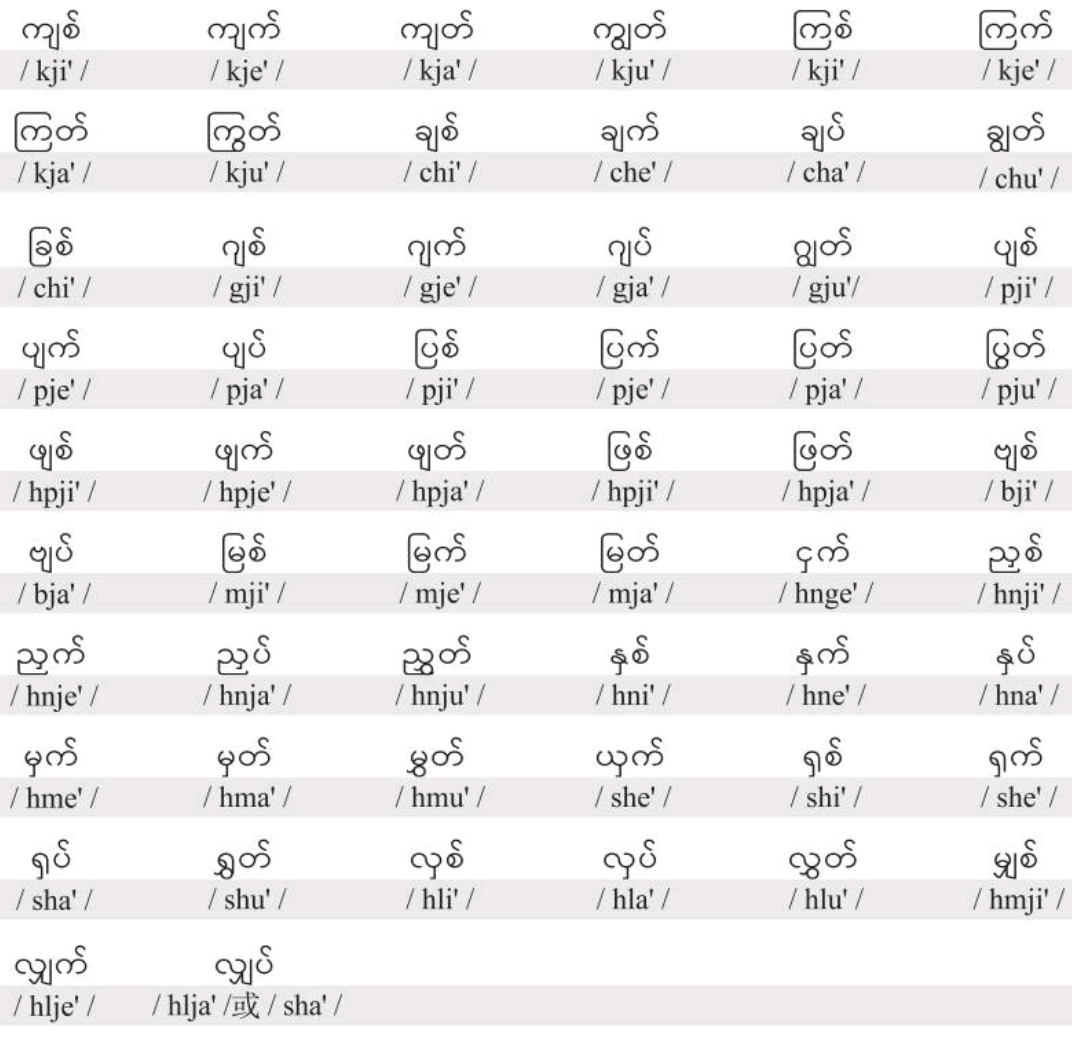 ကျစ် ကျက် ကျတ် ကျွတ် ကြစ် ကြက်
/ kji' / / kje' / / kja' / / kju' / / kji' / / kje' /
ကြတ် ကြွတ် ချစ် ချက် ချပ် ချွတ်
/ kja' / / kju' / / chi' / / che' / / cha' / / chu' /
ခြစ် ဂျစ် ဂျက် ဂျပ် ဂျွတ် ပျစ်
/ chi' / / gji' / / gje' / / gja' / / gju'/ / pji' /
ပျက် ပျပ် ပြစ် ပြက် ပြတ် ပြွတ်
/ pje' / / pja' / / pji' / / pje' / / pja' / / pju' /
ဖျစ် ဖျက် ဖျတ် ဖြစ် ဖြတ် ဗျစ်
/ hpji' / / hpje' / / hpja' / / hpji' / / hpja' / / bji' /
ဗျပ် မြစ် မြက် မြတ် ငှက် ညှစ်
/ bja' / / mji' / / mje' / / mja' / / hnge' / / hnji' /
ညှက် ညှပ် ညွှတ် နှစ် နှက် နှပ်
/ hnje' / / hnja' / / hnju' / / hni' / / hne' / / hna' /
မှက် မှတ် မွှတ် ယှက် ရှစ် ရှက်
/ hme' / / hma' / / hmu' / / she' / / shi' / / she' /
ရှပ် ရွှတ် လှစ် လှပ် လွှတ် မျှစ်
/ sha' / / shu' / / hli' / / hla' / / hlu' / / hmji' /
လျှက် လျှပ်
/ hlje' / / hlja' /或 / sha' /